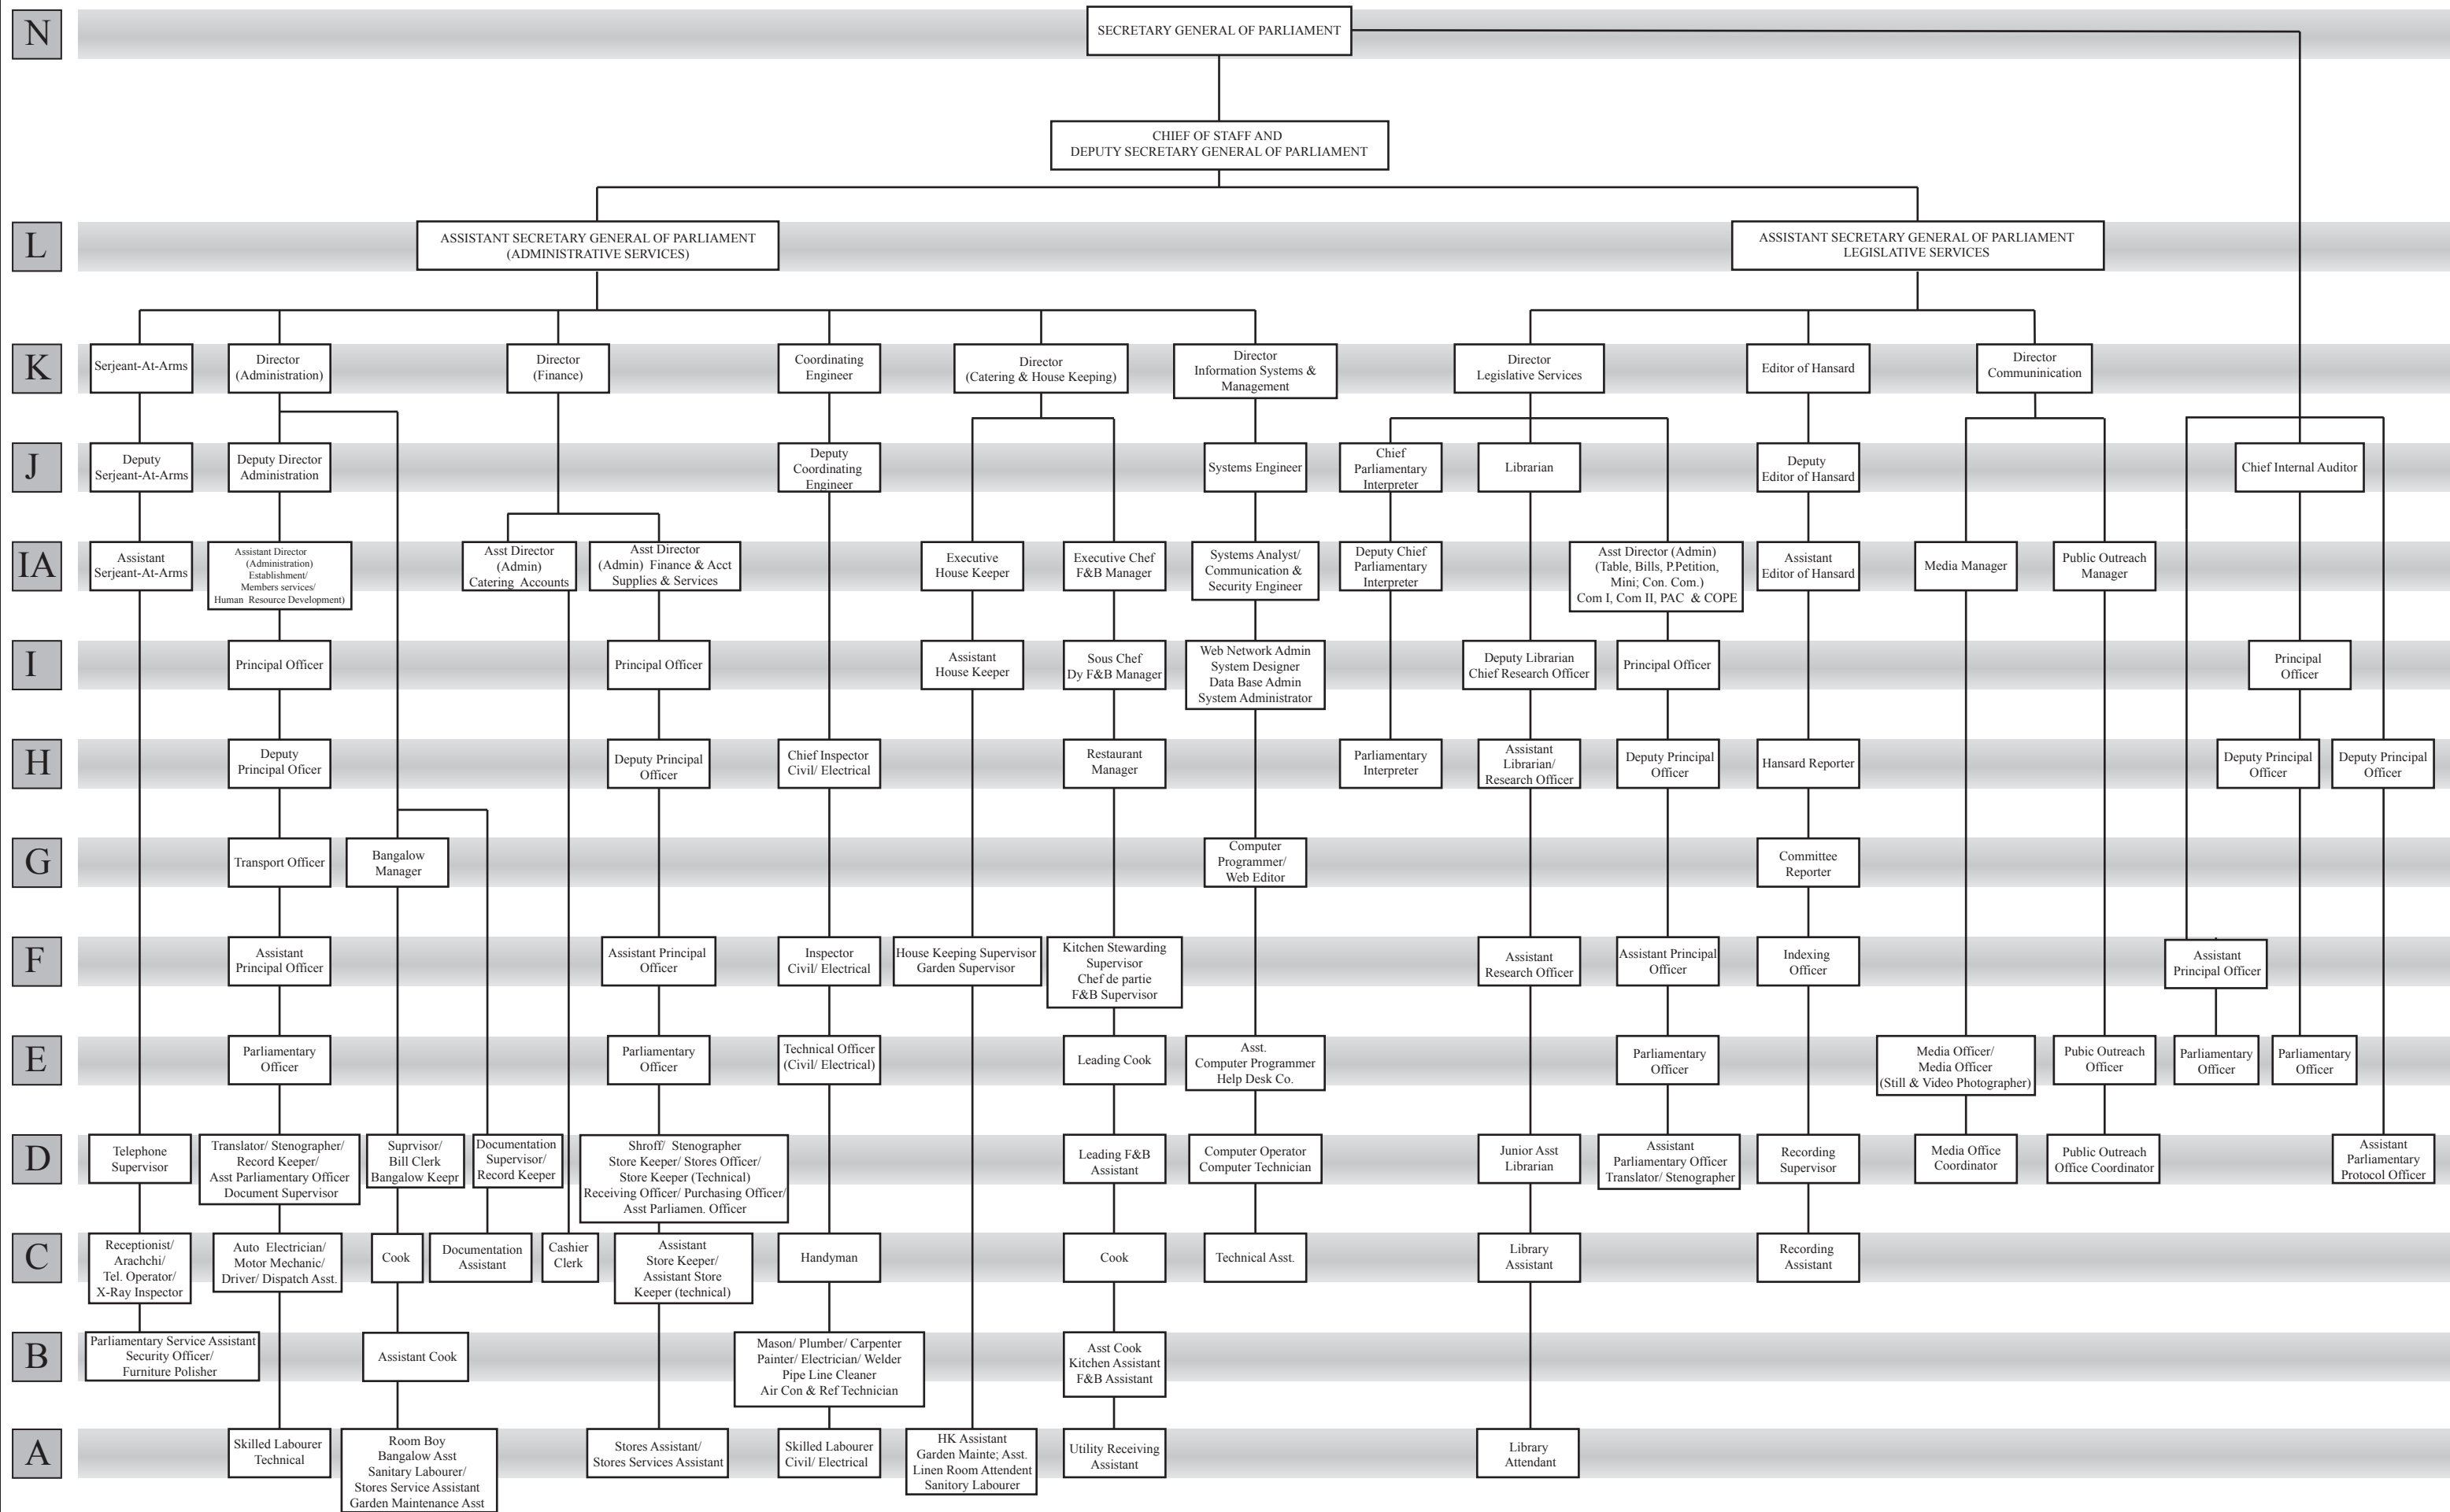 N
SECRETARY GENERAL OF PARLIAMENT
CHIEF OF STAFF AND
DEPUTY SECRETARY GENERAL OF PARLIAMENT
L
ASSISTANT SECRETARY GENERAL OF PARLIAMENT
(ADMINISTRATIVE SERVICES)
ASSISTANT SECRETARY GENERAL OF PARLIAMENT
LEGISLATIVE SERVICES
K
Serjeant-At-Arms
Director
(Administration)
Director
(Finance)
Coordinating
Engineer
Director
(Catering & House Keeping)
Director
Information Systems &
Management
Director
Legislative Services
Editor of Hansard
Director
Communinication
J
Deputy
Serjeant-At-Arms
Deputy Director
Administration
Deputy
Coordinating
Engineer
Systems Engineer
Chief
Parliamentary
Interpreter
Librarian
Deputy
Editor of Hansard
Chief Internal Auditor
IA
Assistant
Serjeant-At-Arms
Assistant Director
(Administration)
Establishment/
Members services/
Human Resource Development)
Asst Director
(Admin)
Catering Accounts
Asst Director
(Admin) Finance & Acct
Supplies & Services
Executive
House Keeper
Executive Chef
F&B Manager
Systems Analyst/
Communication &
Security Engineer
Deputy Chief
Parliamentary
Interpreter
Asst Director (Admin)
(Table, Bills, P.Petition,
Mini; Con. Com.)
Com I, Com II, PAC & COPE
Assistant
Editor of Hansard
Media Manager
Public Outreach
Manager
I
Principal Officer
Principal Officer
Assistant
House Keeper
Sous Chef
Dy F&B Manager
Web Network Admin
System Designer
Data Base Admin
System Administrator
Deputy Librarian
Chief Research Officer
Principal Officer
Principal
Officer
H
Deputy
Principal Oficer
Deputy Principal
Officer
Chief Inspector
Civil/ Electrical
Restaurant
Manager
Parliamentary
Interpreter
Assistant
Librarian/
Research Officer
Deputy Principal
Officer
Hansard Reporter
Deputy Principal
Officer
Deputy Principal
Officer
G
Transport Officer
Bangalow
Manager
Computer
Programmer/
Web Editor
Committee
Reporter
F
Assistant
Principal Officer
Assistant Principal
Officer
Inspector
Civil/ Electrical
House Keeping Supervisor
Garden Supervisor
Kitchen Stewarding
Supervisor
Chef de partie
F&B Supervisor
Assistant
Research Officer
Assistant Principal
Officer
Indexing
Officer
Assistant
Principal Officer
E
Parliamentary
Officer
Parliamentary
Officer
Technical Officer
(Civil/ Electrical)
Leading Cook
Asst.
Computer Programmer
Help Desk Co.
Parliamentary
Officer
Media Officer/
Media Officer
(Still & Video Photographer)
Pubic Outreach
Officer
Parliamentary
Officer
Parliamentary
Officer
D
Telephone
Supervisor
Translator/ Stenographer/
Record Keeper/
Asst Parliamentary Officer
Document Supervisor
Suprvisor/
Bill Clerk
Bangalow Keepr
Documentation
Supervisor/
Record Keeper
Shroff/ Stenographer
Store Keeper/ Stores Officer/
Store Keeper (Technical)
Receiving Officer/ Purchasing Officer/
Asst Parliamen. Officer
Leading F&B
Assistant
Computer Operator
Computer Technician
Junior Asst
Librarian
Assistant
Parliamentary Officer
Translator/ Stenographer
Recording
Supervisor
Media Office
Coordinator
Public Outreach
Office Coordinator
Assistant
Parliamentary
Protocol Officer
C
Receptionist/
Arachchi/
Tel. Operator/
X-Ray Inspector
Auto Electrician/
Motor Mechanic/
Driver/ Dispatch Asst.
Cook
Documentation
Assistant
Cashier
Clerk
Assistant
Store Keeper/
Assistant Store
Keeper (technical)
Handyman
Cook
Technical Asst.
Library
Assistant
Recording
Assistant
B
Parliamentary Service Assistant
Security Officer/
Furniture Polisher
Assistant Cook
Mason/ Plumber/ Carpenter
Painter/ Electrician/ Welder
Pipe Line Cleaner
Air Con & Ref Technician
Asst Cook
Kitchen Assistant
F&B Assistant
A
Skilled Labourer
Technical
Room Boy
Bangalow Asst
Sanitary Labourer/
Stores Service Assistant
Garden Maintenance Asst
Stores Assistant/
Stores Services Assistant
Skilled Labourer
Civil/ Electrical
HK Assistant
Garden Mainte; Asst.
Linen Room Attendent
Sanitory Labourer
Utility Receiving
Assistant
Library
Attendant